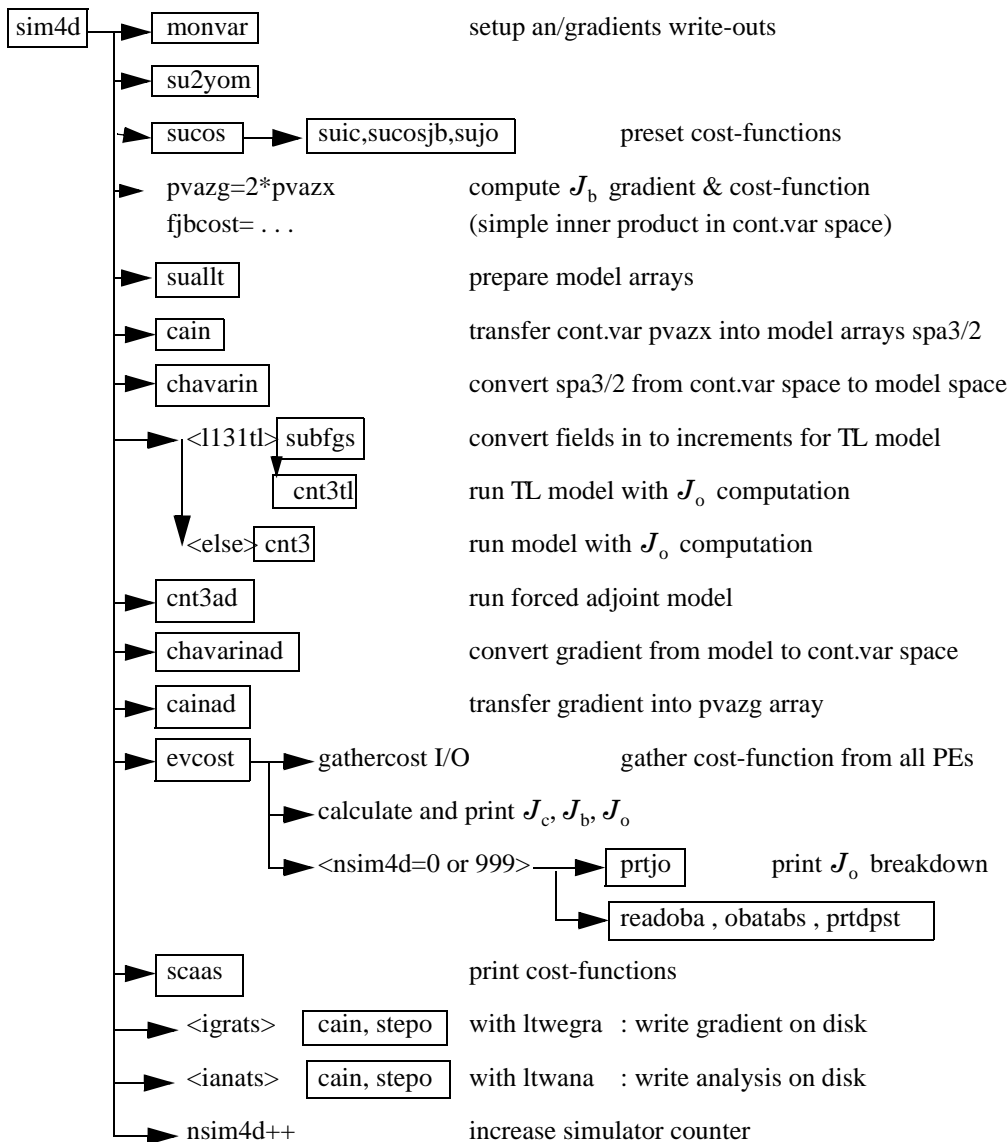 sim4d monvar setup an/gradients write-outs
su2yom
sucos suic,sucosjb,sujo preset cost-functions
pvazg=2*pvazx compute J_b gradient & cost-function
fjbcost= . . . (simple inner product in cont.var space)
suallt prepare model arrays
cain transfer cont.var pvazx into model arrays spa3/2
chavarin convert spa3/2 from cont.var space to model space
<l131tl> subfgs convert fields in to increments for TL model
cnt3tl run TL model with J_o computation
<else> cnt3 run model with J_o computation
cnt3ad run forced adjoint model
chavarinad convert gradient from model to cont.var space
cainad transfer gradient into pvazg array
evcost gathercost I/O gather cost-function from all PEs
calculate and print J_c, J_b, J_o
<nsim4d=0 or 999> prtjo print J_o breakdown
readoba , obatabs , prtdpst
scaas print cost-functions
<igrats> cain, stepo with ltwegra : write gradient on disk
<ianats> cain, stepo with ltwana : write analysis on disk
nsim4d++ increase simulator counter